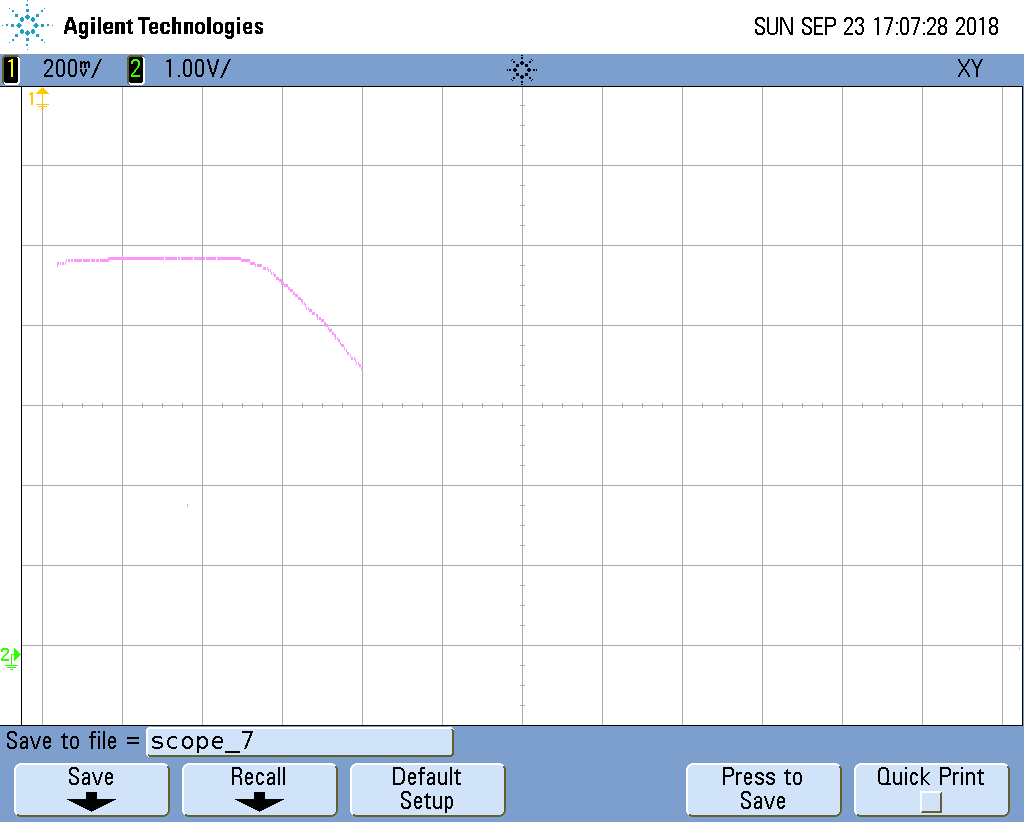 Agilent Technologies
SUN SEP 23 17:07:28 2018
1 200mV/ 2 1.00V/ XY
1
2
Save to file = scope_7
Save Recall Default Setup Press to Save Quick Print